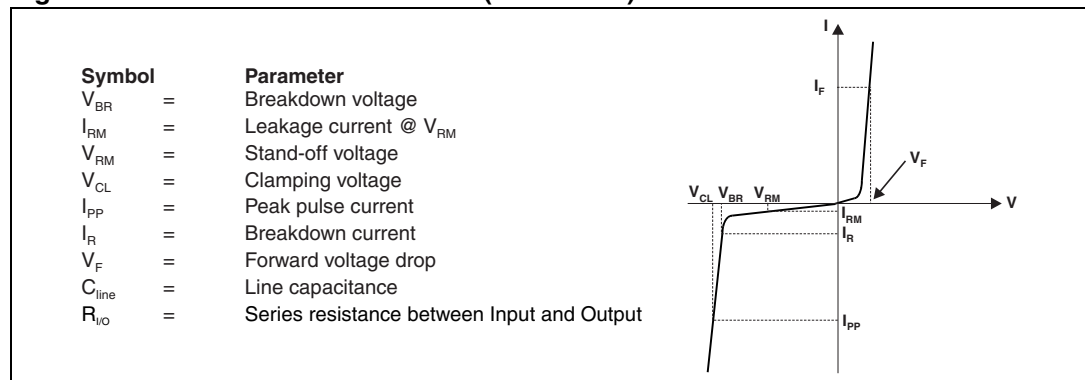 Symbol Parameter
V_BR = Breakdown voltage
I_RM = Leakage current @ V_RM
V_RM = Stand-off voltage
V_CL = Clamping voltage
I_PP = Peak pulse current
I_R = Breakdown current
V_F = Forward voltage drop
C_line = Line capacitance
R_I/O = Series resistance between Input and Output
I
I_F
V_F
V_CL V_BR V_RM
V
I_RM
I_R
I_PP